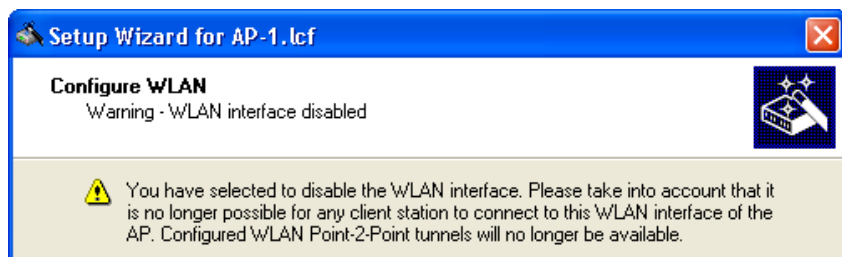 Setup Wizard for AP-1.lcf
Configure WLAN
Warning - WLAN interface disabled
You have selected to disable the WLAN interface. Please take into account that it
is no longer possible for any client station to connect to this WLAN interface of the
AP. Configured WLAN Point-2-Point tunnels will no longer be available.